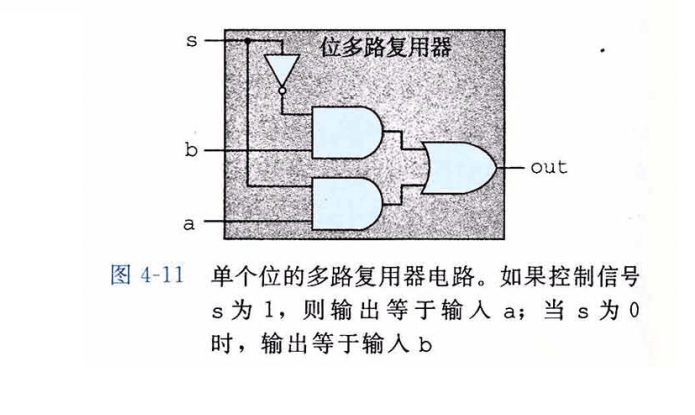 位多路复用器
s
b
a
out
图 4-11 单个位的多路复用器电路。如果控制信号
s 为 1，则输出等于输入 a；当 s 为 0
时，输出等于输入 b